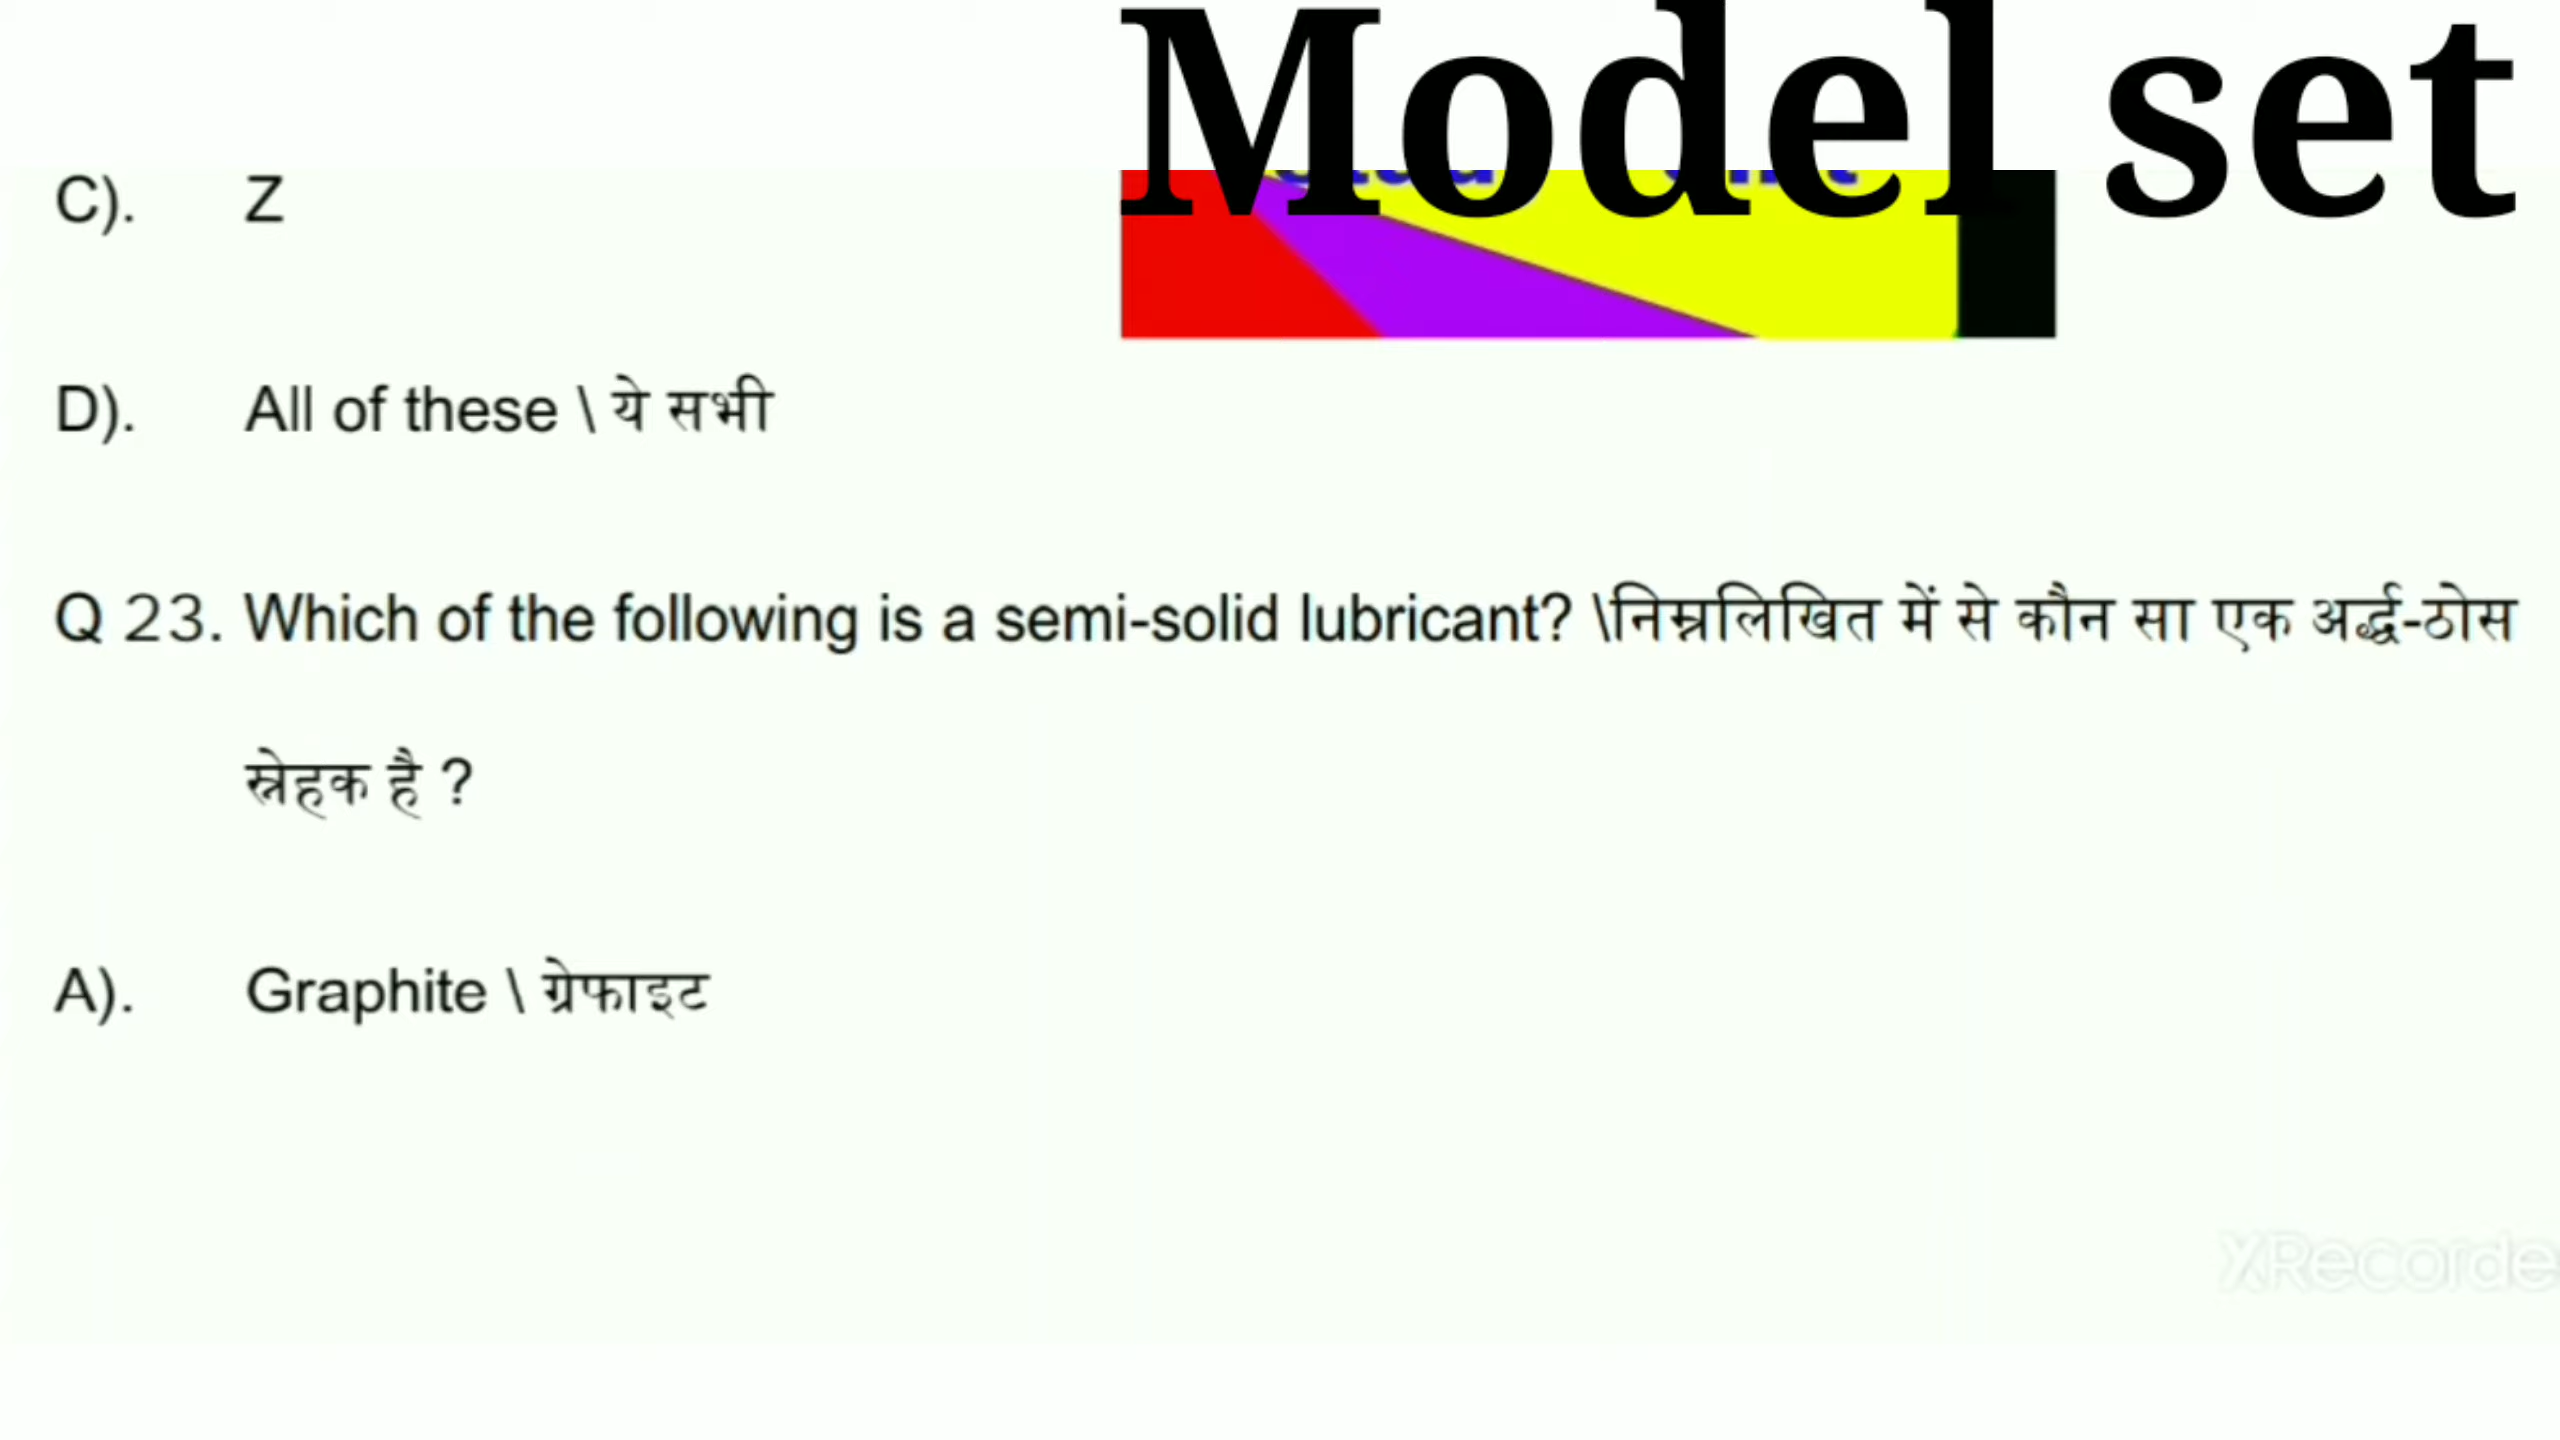 Model set
C). Z
D). All of these \ ये सभी
Q 23. Which of the following is a semi-solid lubricant? \निम्नलिखित में से कौन सा एक अर्द्ध-ठोस
स्नेहक है ?
A). Graphite \ ग्रेफाइट
XRecorde